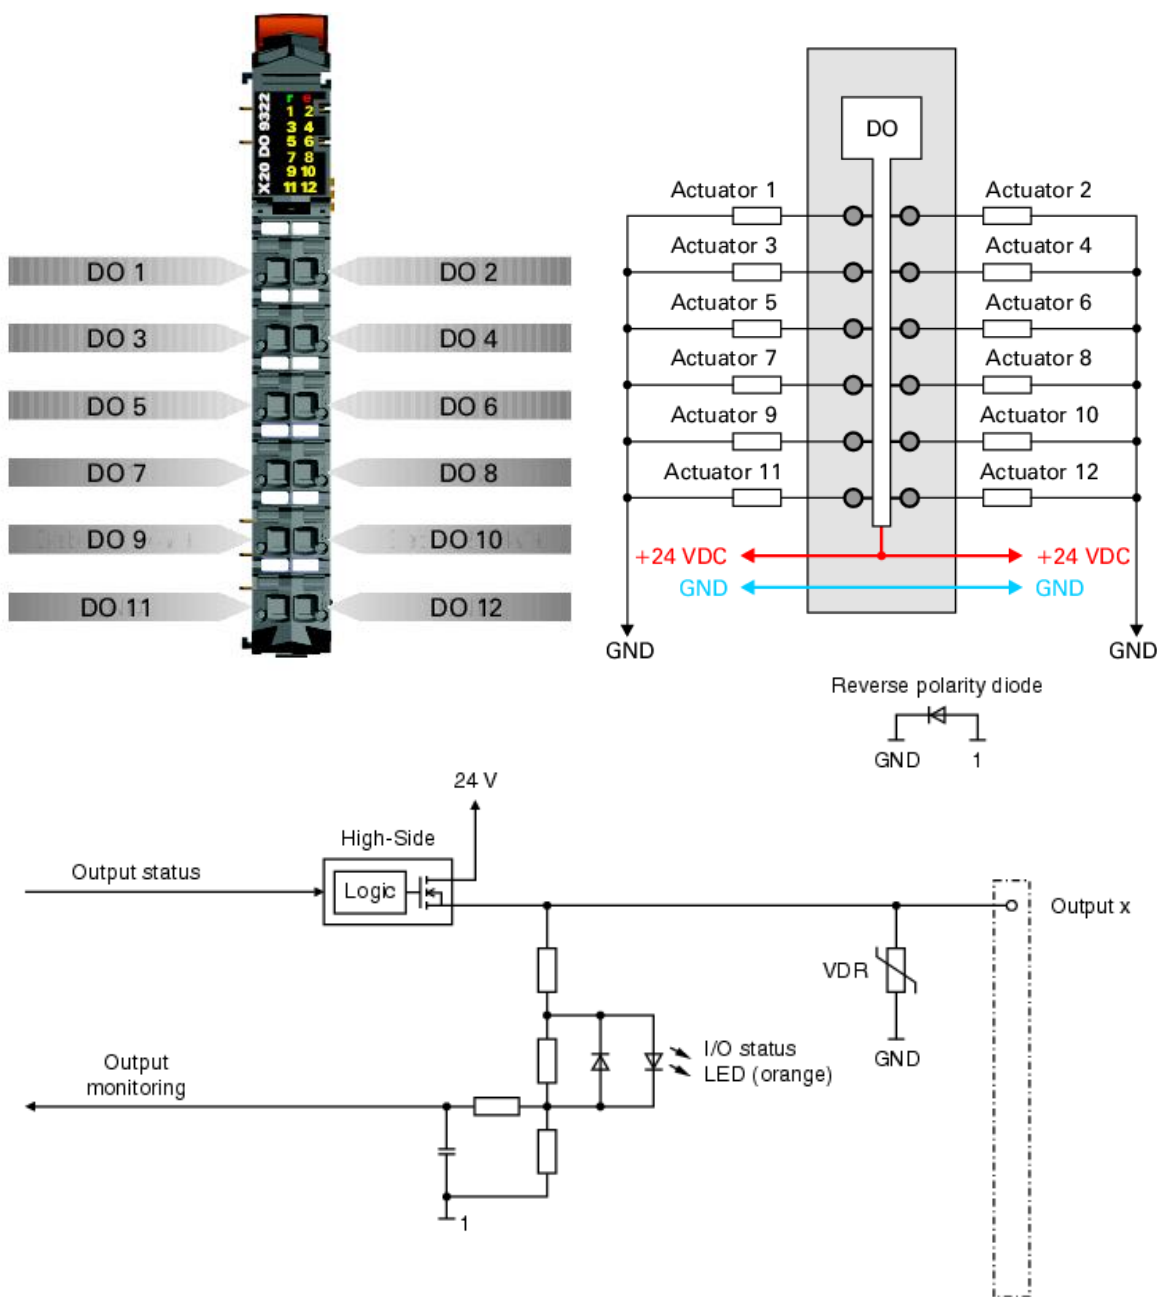 X20 DO 9322
r e
1 2
3 4
5 6
7 8
9 10
11 12
DO 1
DO 2
DO 3
DO 4
DO 5
DO 6
DO 7
DO 8
DO 9
DO 10
DO 11
DO 12
DO
Actuator 1
Actuator 2
Actuator 3
Actuator 4
Actuator 5
Actuator 6
Actuator 7
Actuator 8
Actuator 9
Actuator 10
Actuator 11
Actuator 12
+24 VDC
+24 VDC
GND
GND
GND
GND
Reverse polarity diode
GND
1
24 V
High-Side
Output status
Logic
Output x
VDR
GND
I/O status
LED (orange)
Output
monitoring
1